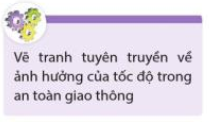 Vẽ tranh tuyên truyền về
ảnh hưởng của tốc độ trong
an toàn giao thông